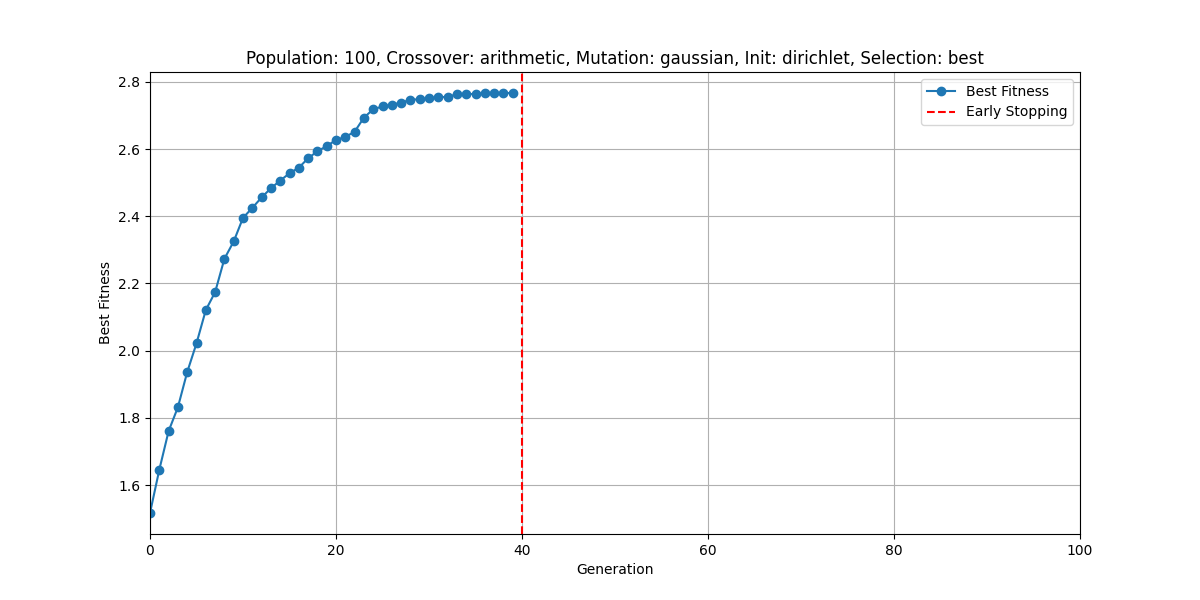 Population: 100, Crossover: arithmetic, Mutation: gaussian, Init: dirichlet, Selection: best
Best Fitness
Early Stopping
2.8
2.6
2.4
2.2
2.0
1.8
1.6
Best Fitness
0
20
40
60
80
100
Generation